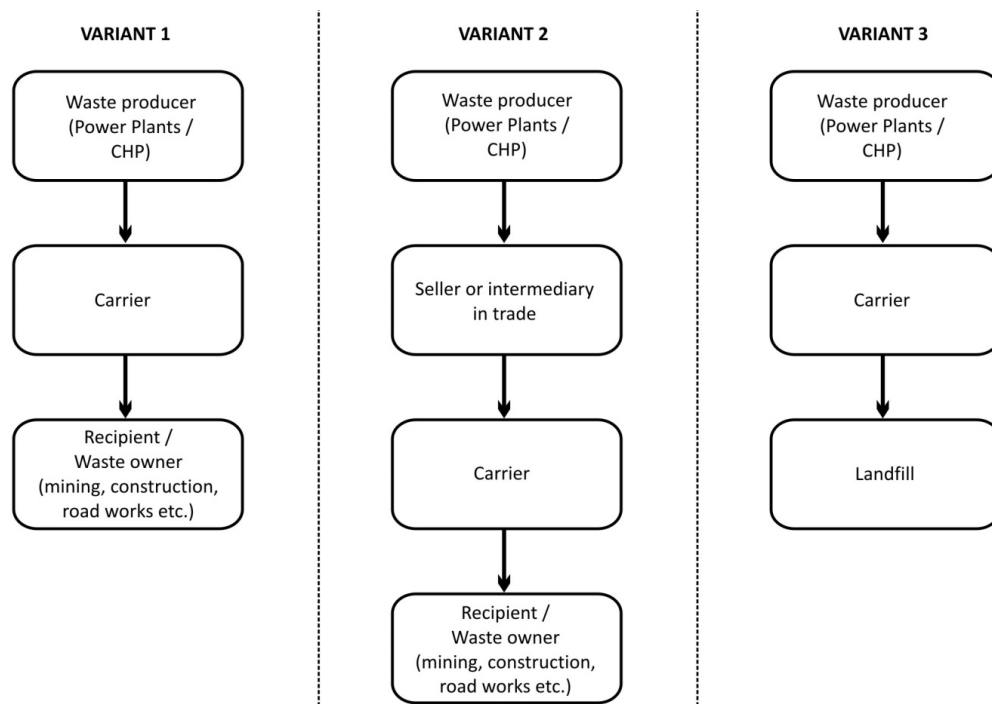 VARIANT 1
Waste producer
(Power Plants /
CHP)
Carrier
Recipient /
Waste owner
(mining, construction,
road works etc.)
VARIANT 2
Waste producer
(Power Plants /
CHP)
Seller or intermediary
in trade
Carrier
Recipient /
Waste owner
(mining, construction,
road works etc.)
VARIANT 3
Waste producer
(Power Plants /
CHP)
Carrier
Landfill